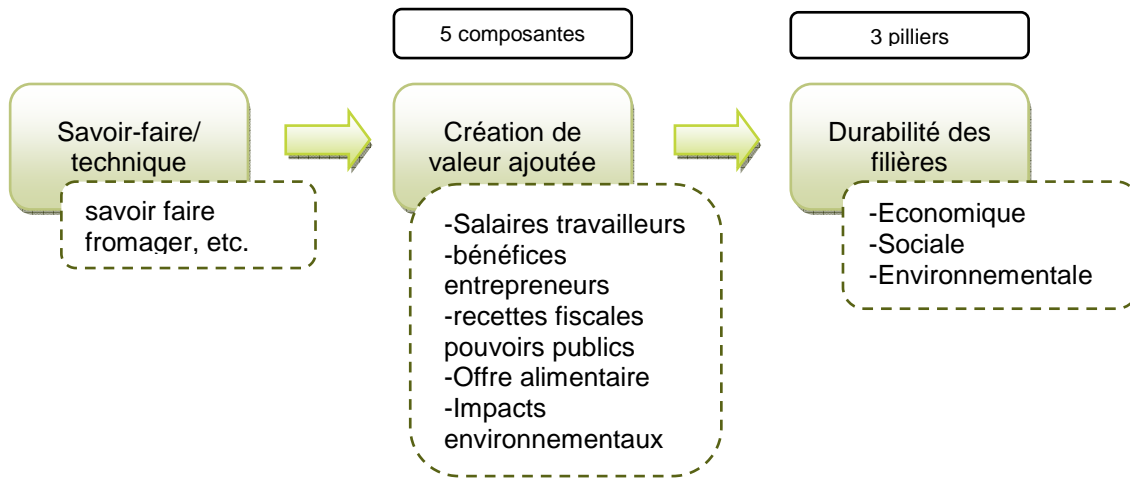 5 composantes
3 pilliers
Savoir-faire/
technique
savoir faire
fromager, etc.
Création de
valeur ajoutée
-Salaires travailleurs
-bénéfices
entrepreneurs
-recettes fiscales
pouvoirs publics
-Offre alimentaire
-Impacts
environnementaux
Durabilité des
filières
-Economique
-Sociale
-Environnementale